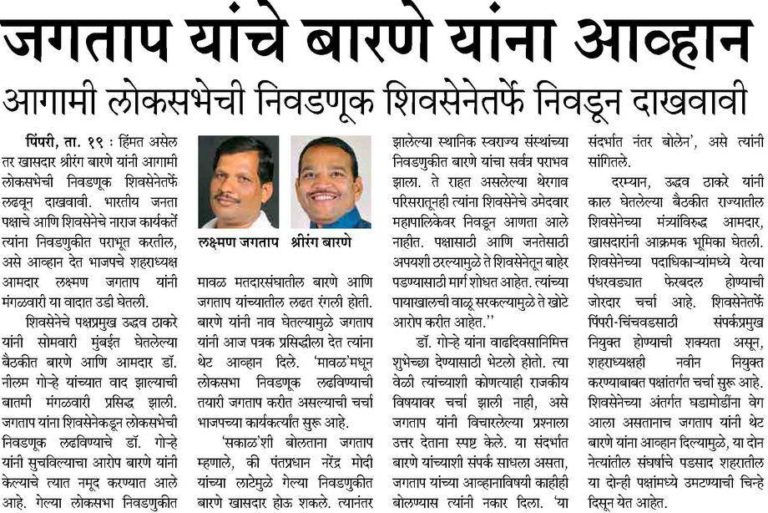 जगताप यांचे बारणे यांना आव्हान
आगामी लोकसभेची निवडणूक शिवसेनेतर्फे निवडून दाखवावी
पिंपरी, ता. १९ : हिंमत असेल
तर खासदार श्रीरंग बारणे यांनी आगामी
लोकसभेची निवडणूक शिवसेनेतर्फे
लढवून दाखवावी. भारतीय जनता
पक्षाचे आणि शिवसेनेचे नाराज कार्यकर्ते
त्यांना निवडणुकीत पराभूत करतील,
असे आव्हान देत भाजपचे शहराध्यक्ष
आमदार लक्ष्मण जगताप यांनी
मंगळवारी या वादात उडी घेतली.
शिवसेनेचे पक्षप्रमुख उद्धव ठाकरे
यांनी सोमवारी मुंबईत घेतलेल्या
बैठकीत बारणे आणि आमदार डॉ.
नीलम गोऱ्हे यांच्यात वाद झाल्याची
बातमी मंगळवारी प्रसिद्ध झाली.
जगताप यांना शिवसेनेकडून लोकसभेची
निवडणूक लढविण्याचे डॉ. गोऱ्हे
यांनी सुचविल्याचा आरोप बारणे यांनी
केल्याचे त्यात नमूद करण्यात आले
आहे. गेल्या लोकसभा निवडणुकीत
लक्ष्मण जगताप
श्रीरंग बारणे
मावळ मतदारसंघातील बारणे आणि
जगताप यांच्यातील लढत रंगली होती.
बारणे यांनी नाव घेतल्यामुळे जगताप
यांनी आज पत्रक प्रसिद्धीला देत त्यांना
थेट आव्हान दिले. ‘मावळ’मधून
लोकसभा निवडणूक लढविण्याची
तयारी जगताप करीत असल्याची चर्चा
भाजपच्या कार्यकर्त्यांत सुरू आहे.
‘सकाळ’शी बोलताना जगताप
म्हणाले, की पंतप्रधान नरेंद्र मोदी
यांच्या लाटेमुळे गेल्या निवडणुकीत
बारणे खासदार होऊ शकले. त्यानंतर
झालेल्या स्थानिक स्वराज्य संस्थांच्या
निवडणुकीत बारणे यांचा सर्वत्र पराभव
झाला. ते राहत असलेल्या थेरगाव
परिसरातूनही त्यांना शिवसेनेचे उमेदवार
महापालिकेवर निवडून आणता आले
नाहीत. पक्षासाठी आणि जनतेसाठी
अपयशी ठरल्यामुळे ते शिवसेनेतून बाहेर
पडण्यासाठी मार्ग शोधत आहेत. त्यांच्या
पायाखालची वाळू सरकल्यामुळे ते खोटे
आरोप करीत आहेत.’’
डॉ. गोऱ्हे यांना वाढदिवसानिमित्त
शुभेच्छा देण्यासाठी भेटलो होतो. त्या
वेळी त्यांच्याशी कोणत्याही राजकीय
विषयावर चर्चा झाली नाही, असे
जगताप यांनी विचारलेल्या प्रश्नाला
उत्तर देताना स्पष्ट केले. या संदर्भात
बारणे यांच्याशी संपर्क साधला असता,
जगताप यांच्या आव्हानाविषयी काहीही
बोलण्यास त्यांनी नकार दिला. ‘या
संदर्भात नंतर बोलेन’, असे त्यांनी
सांगितले.
दरम्यान, उद्धव ठाकरे यांनी
काल घेतलेल्या बैठकीत राज्यातील
शिवसेनेच्या मंत्र्यांविरुद्ध आमदार,
खासदारांनी आक्रमक भूमिका घेतली.
शिवसेनेच्या पदाधिकाऱ्यांमध्ये येत्या
पंधरवड्यात फेरबदल होण्याची
जोरदार चर्चा आहे. शिवसेनेतर्फे
पिंपरी-चिंचवडसाठी संपर्कप्रमुख
नियुक्त होण्याची शक्यता असून,
शहराध्यक्षही नवीन नियुक्त
करण्याबाबत पक्षांतर्गत चर्चा सुरू आहे.
शिवसेनेच्या अंतर्गत घडामोडींना वेग
आला असतानाच जगताप यांनी थेट
बारणे यांना आव्हान दिल्यामुळे, या दोन
नेत्यांतील संघर्षाचे पडसाद शहरातील
या दोन्ही पक्षांमध्ये उमटण्याची चिन्हे
दिसून येत आहेत.